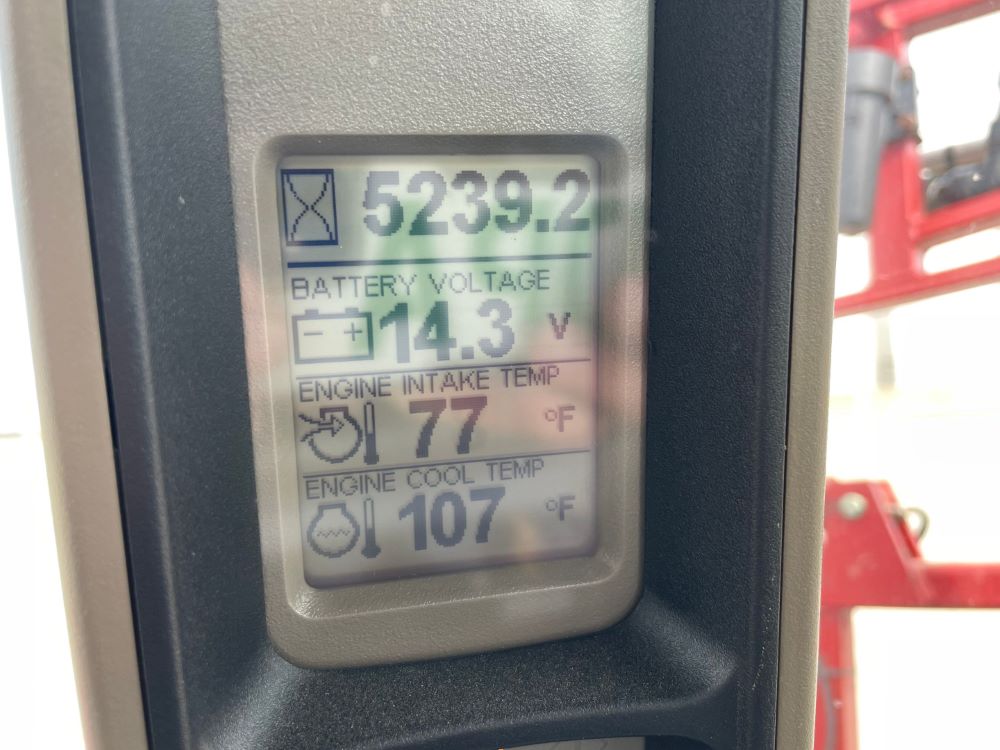 5239.2
BATTERY VOLTAGE
- + 14.3 V
ENGINE INTAKE TEMP
77 °F
ENGINE COOL TEMP
107 °F